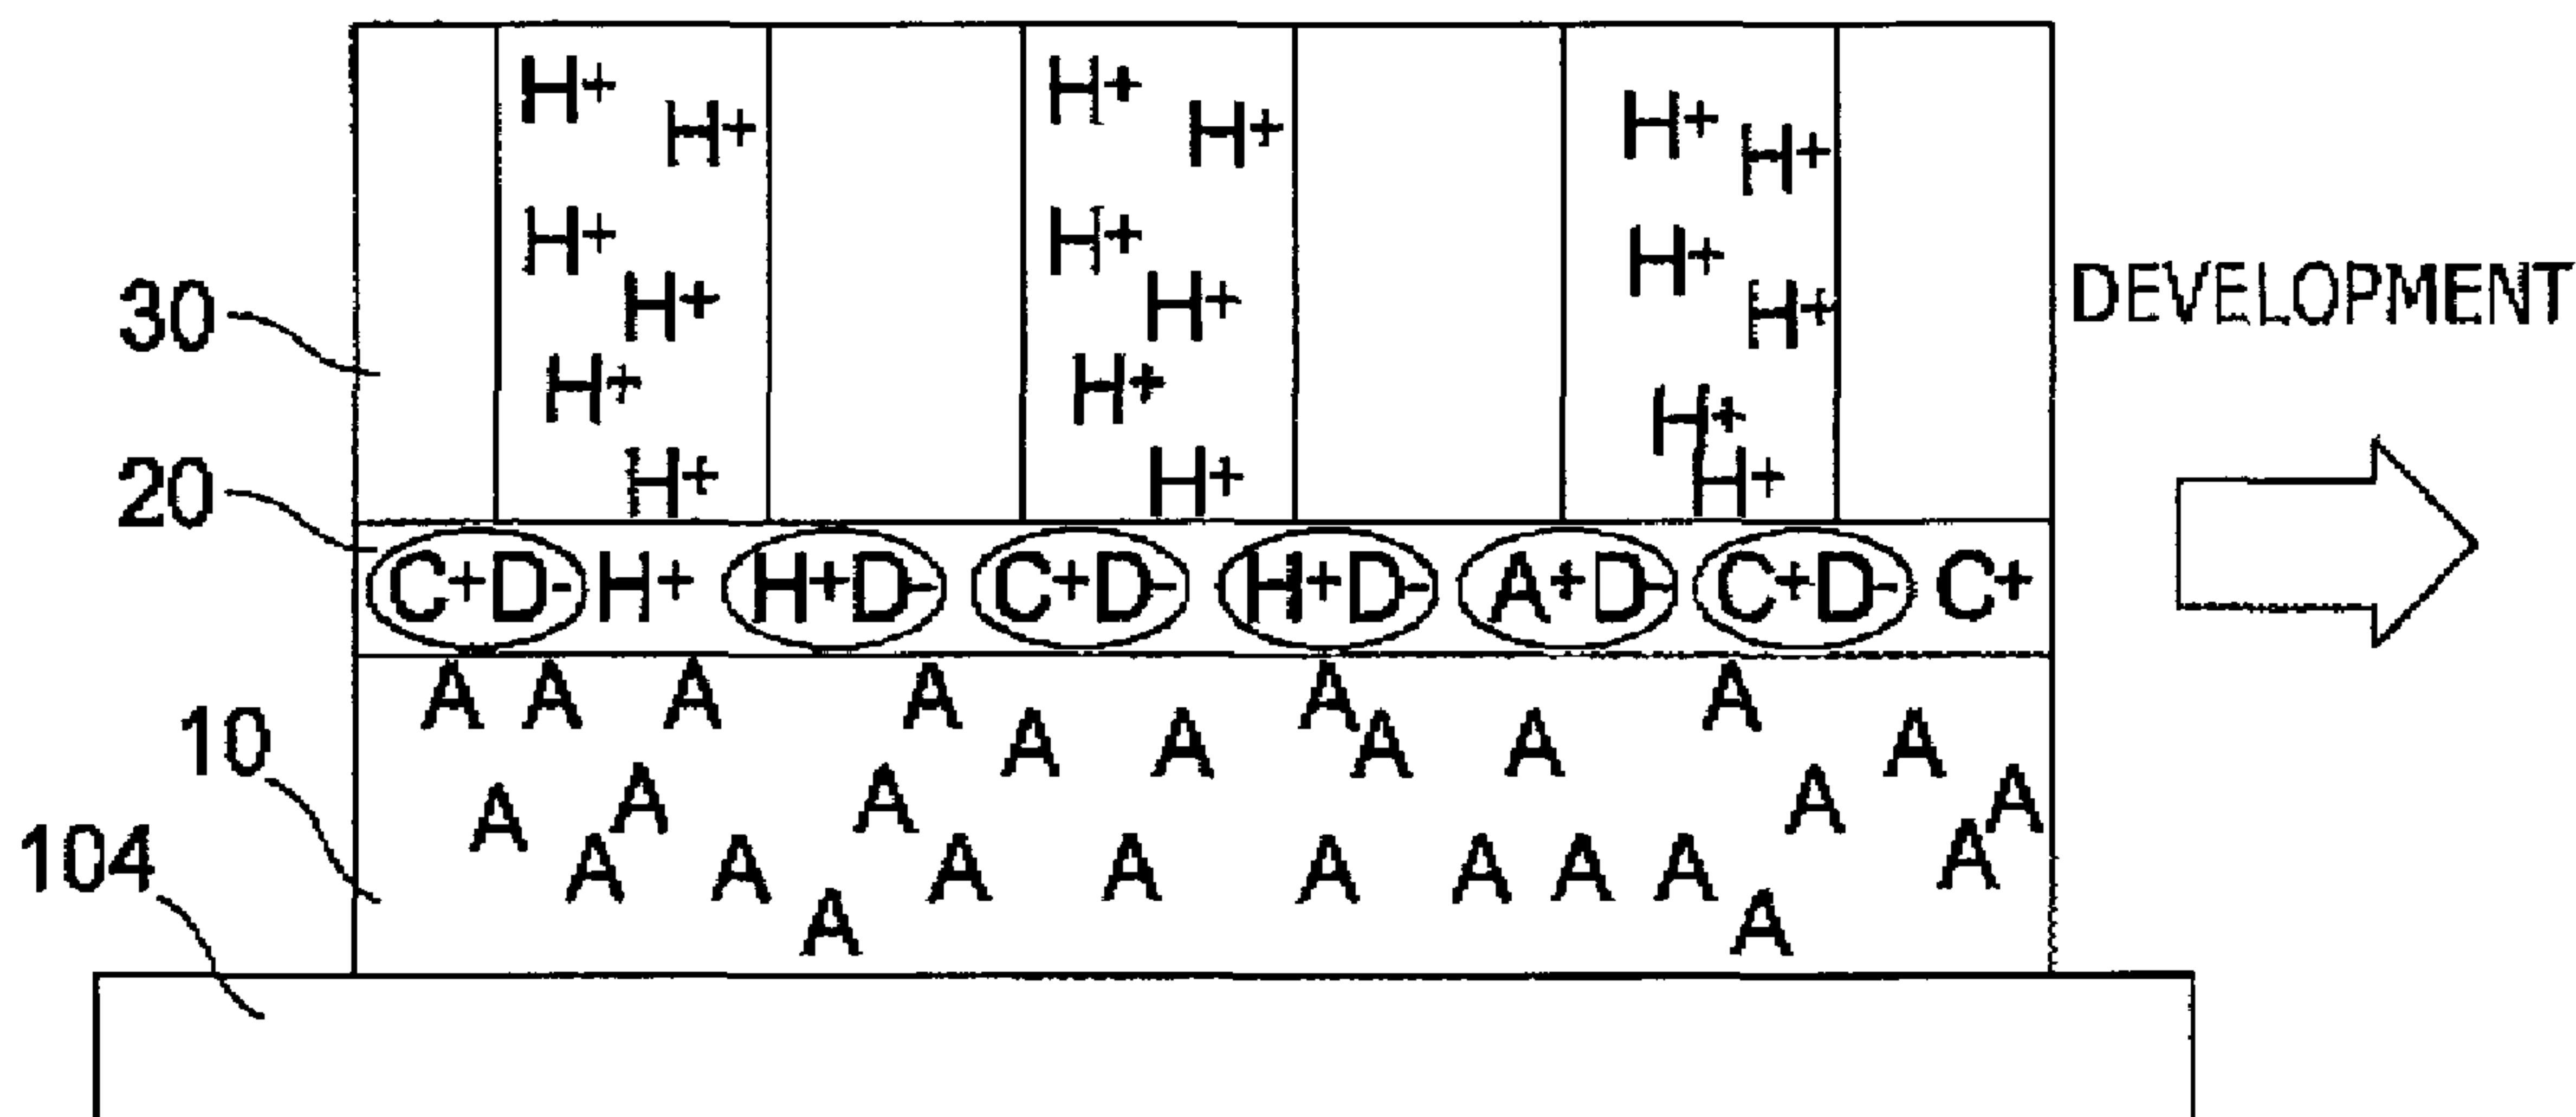 H+ H+ H+
H+ H+ H+ H+
H+ H+ H+
30 H+ H+ H+ DEVELOPMENT
H+ H+ H+
20 H+ H+ H+
C+D- H+ H+D- C+D- H+D- A+D- C+D- C+
A A A A A A
10 A A A A A
A A A A A
104 A A A A A A A A A
A A